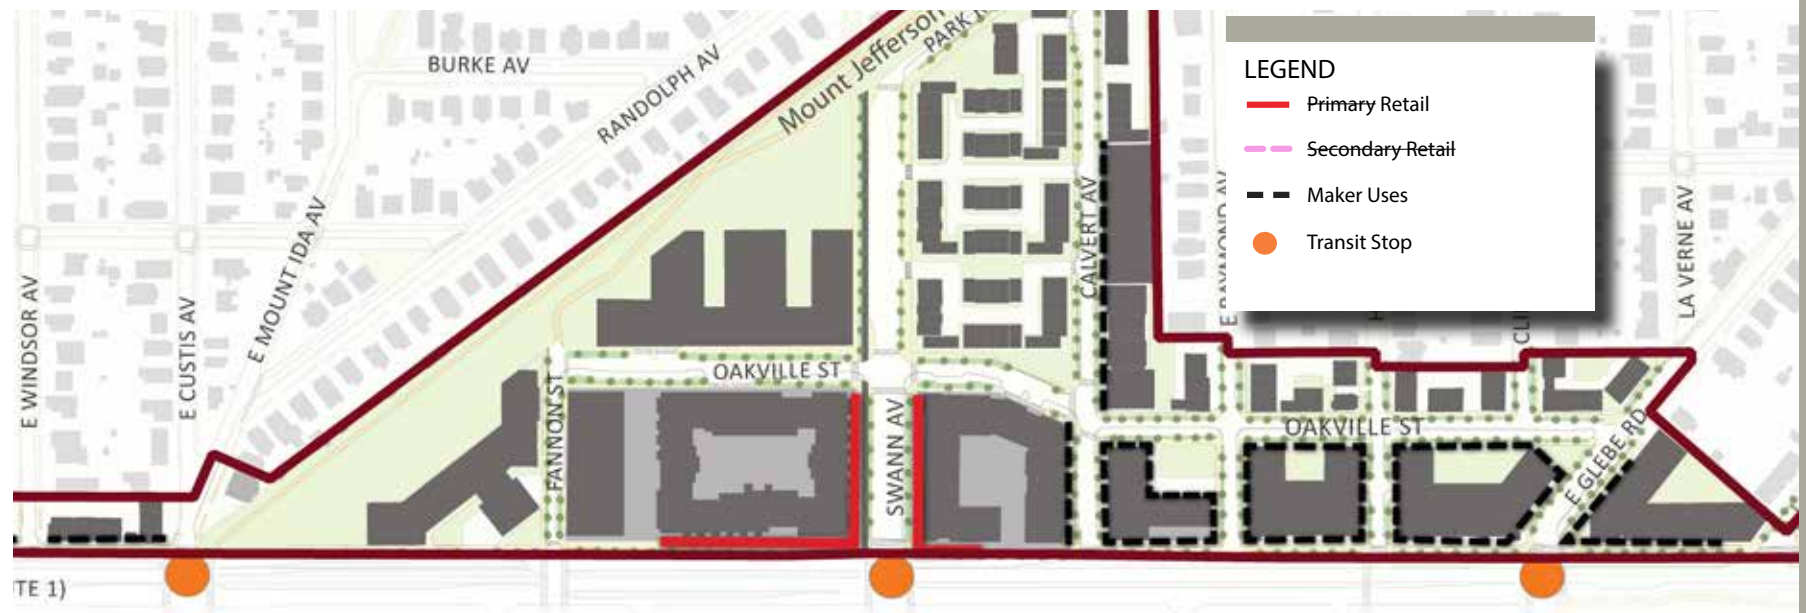 BURKE AV
RANDOLPH AV
Mount Jefferson
PARK
LEGEND
Primary Retail
Secondary Retail
Maker Uses
Transit Stop
E WINDSOR AV
E CUSTIS AV
E MOUNT IDA AV
CALVERT AV
E RAYMOND AV
LA VERNE AV
OAKVILLE ST
FANNON ST
SWANN AV
OAKVILLE ST
E GLEBE RD
TE 1)